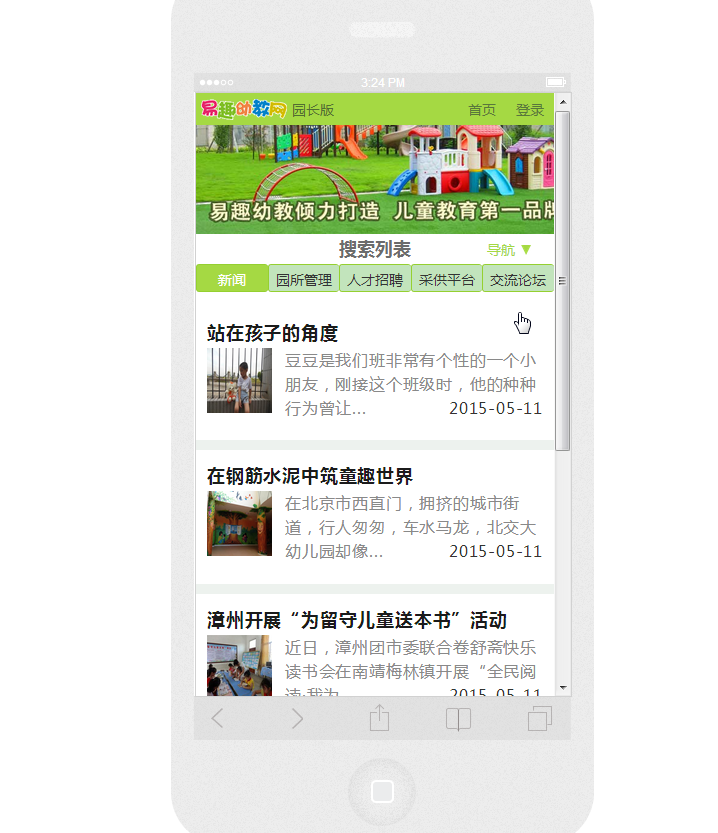 3:24 PM
易趣幼教网 园长版 首页 登录
易趣幼教倾力打造 儿童教育第一品牌
搜索列表 导航 ▼
新闻 园所管理 人才招聘 采供平台 交流论坛
站在孩子的角度
豆豆是我们班非常有个性的一个小
朋友，刚接这个班级时，他的种种
行为曾让... 2015-05-11
在钢筋水泥中筑童趣世界
在北京市西直门，拥挤的城市街
道，行人匆匆，车水马龙，北交大
幼儿园却像... 2015-05-11
漳州开展“为留守儿童送本书”活动
近日，漳州团市委联合卷舒斋快乐
读书会在南靖梅林镇开展“全民阅
读·我为... 2015-05-11